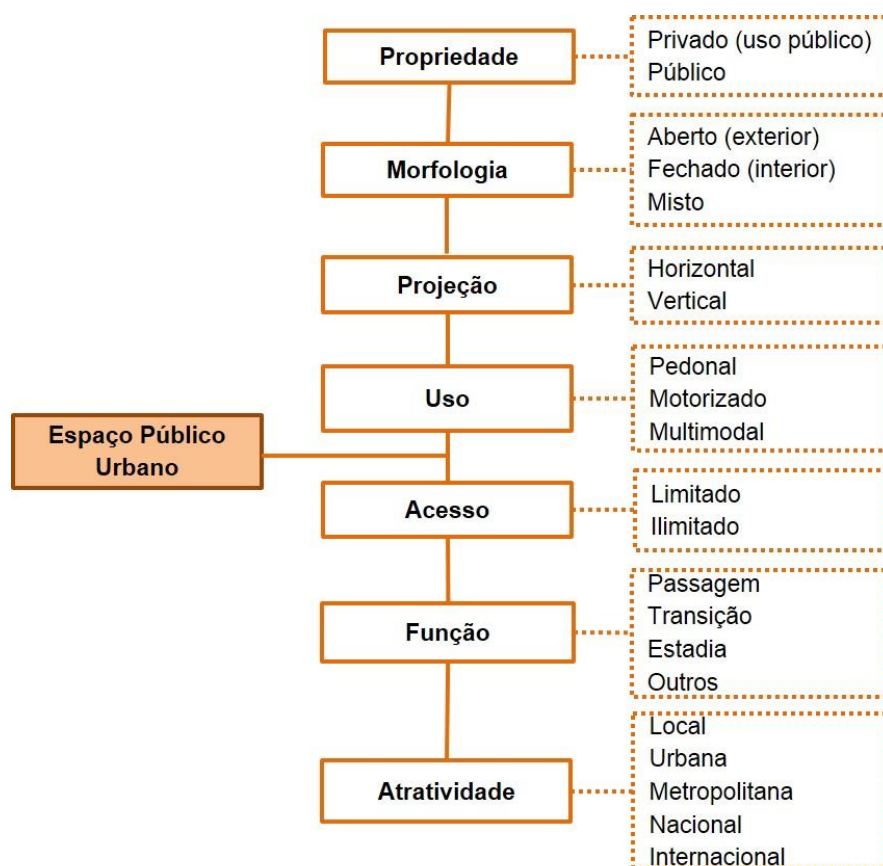 Propriedade
Privado (uso público)
Público
Morfologia
Aberto (exterior)
Fechado (interior)
Misto
Projeção
Horizontal
Vertical
Uso
Pedonal
Motorizado
Multimodal
Espaço Público
Urbano
Acesso
Limitado
Ilimitado
Função
Passagem
Transição
Estadia
Outros
Atratividade
Local
Urbana
Metropolitana
Nacional
Internacional